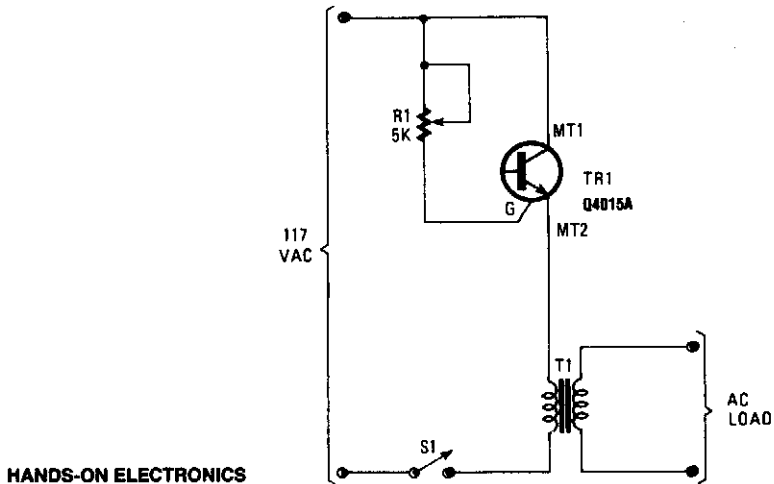 R1
5K
MT1
TR1
Q4015A
G
MT2
117
VAC
T1
AC
LOAD
S1
HANDS-ON ELECTRONICS